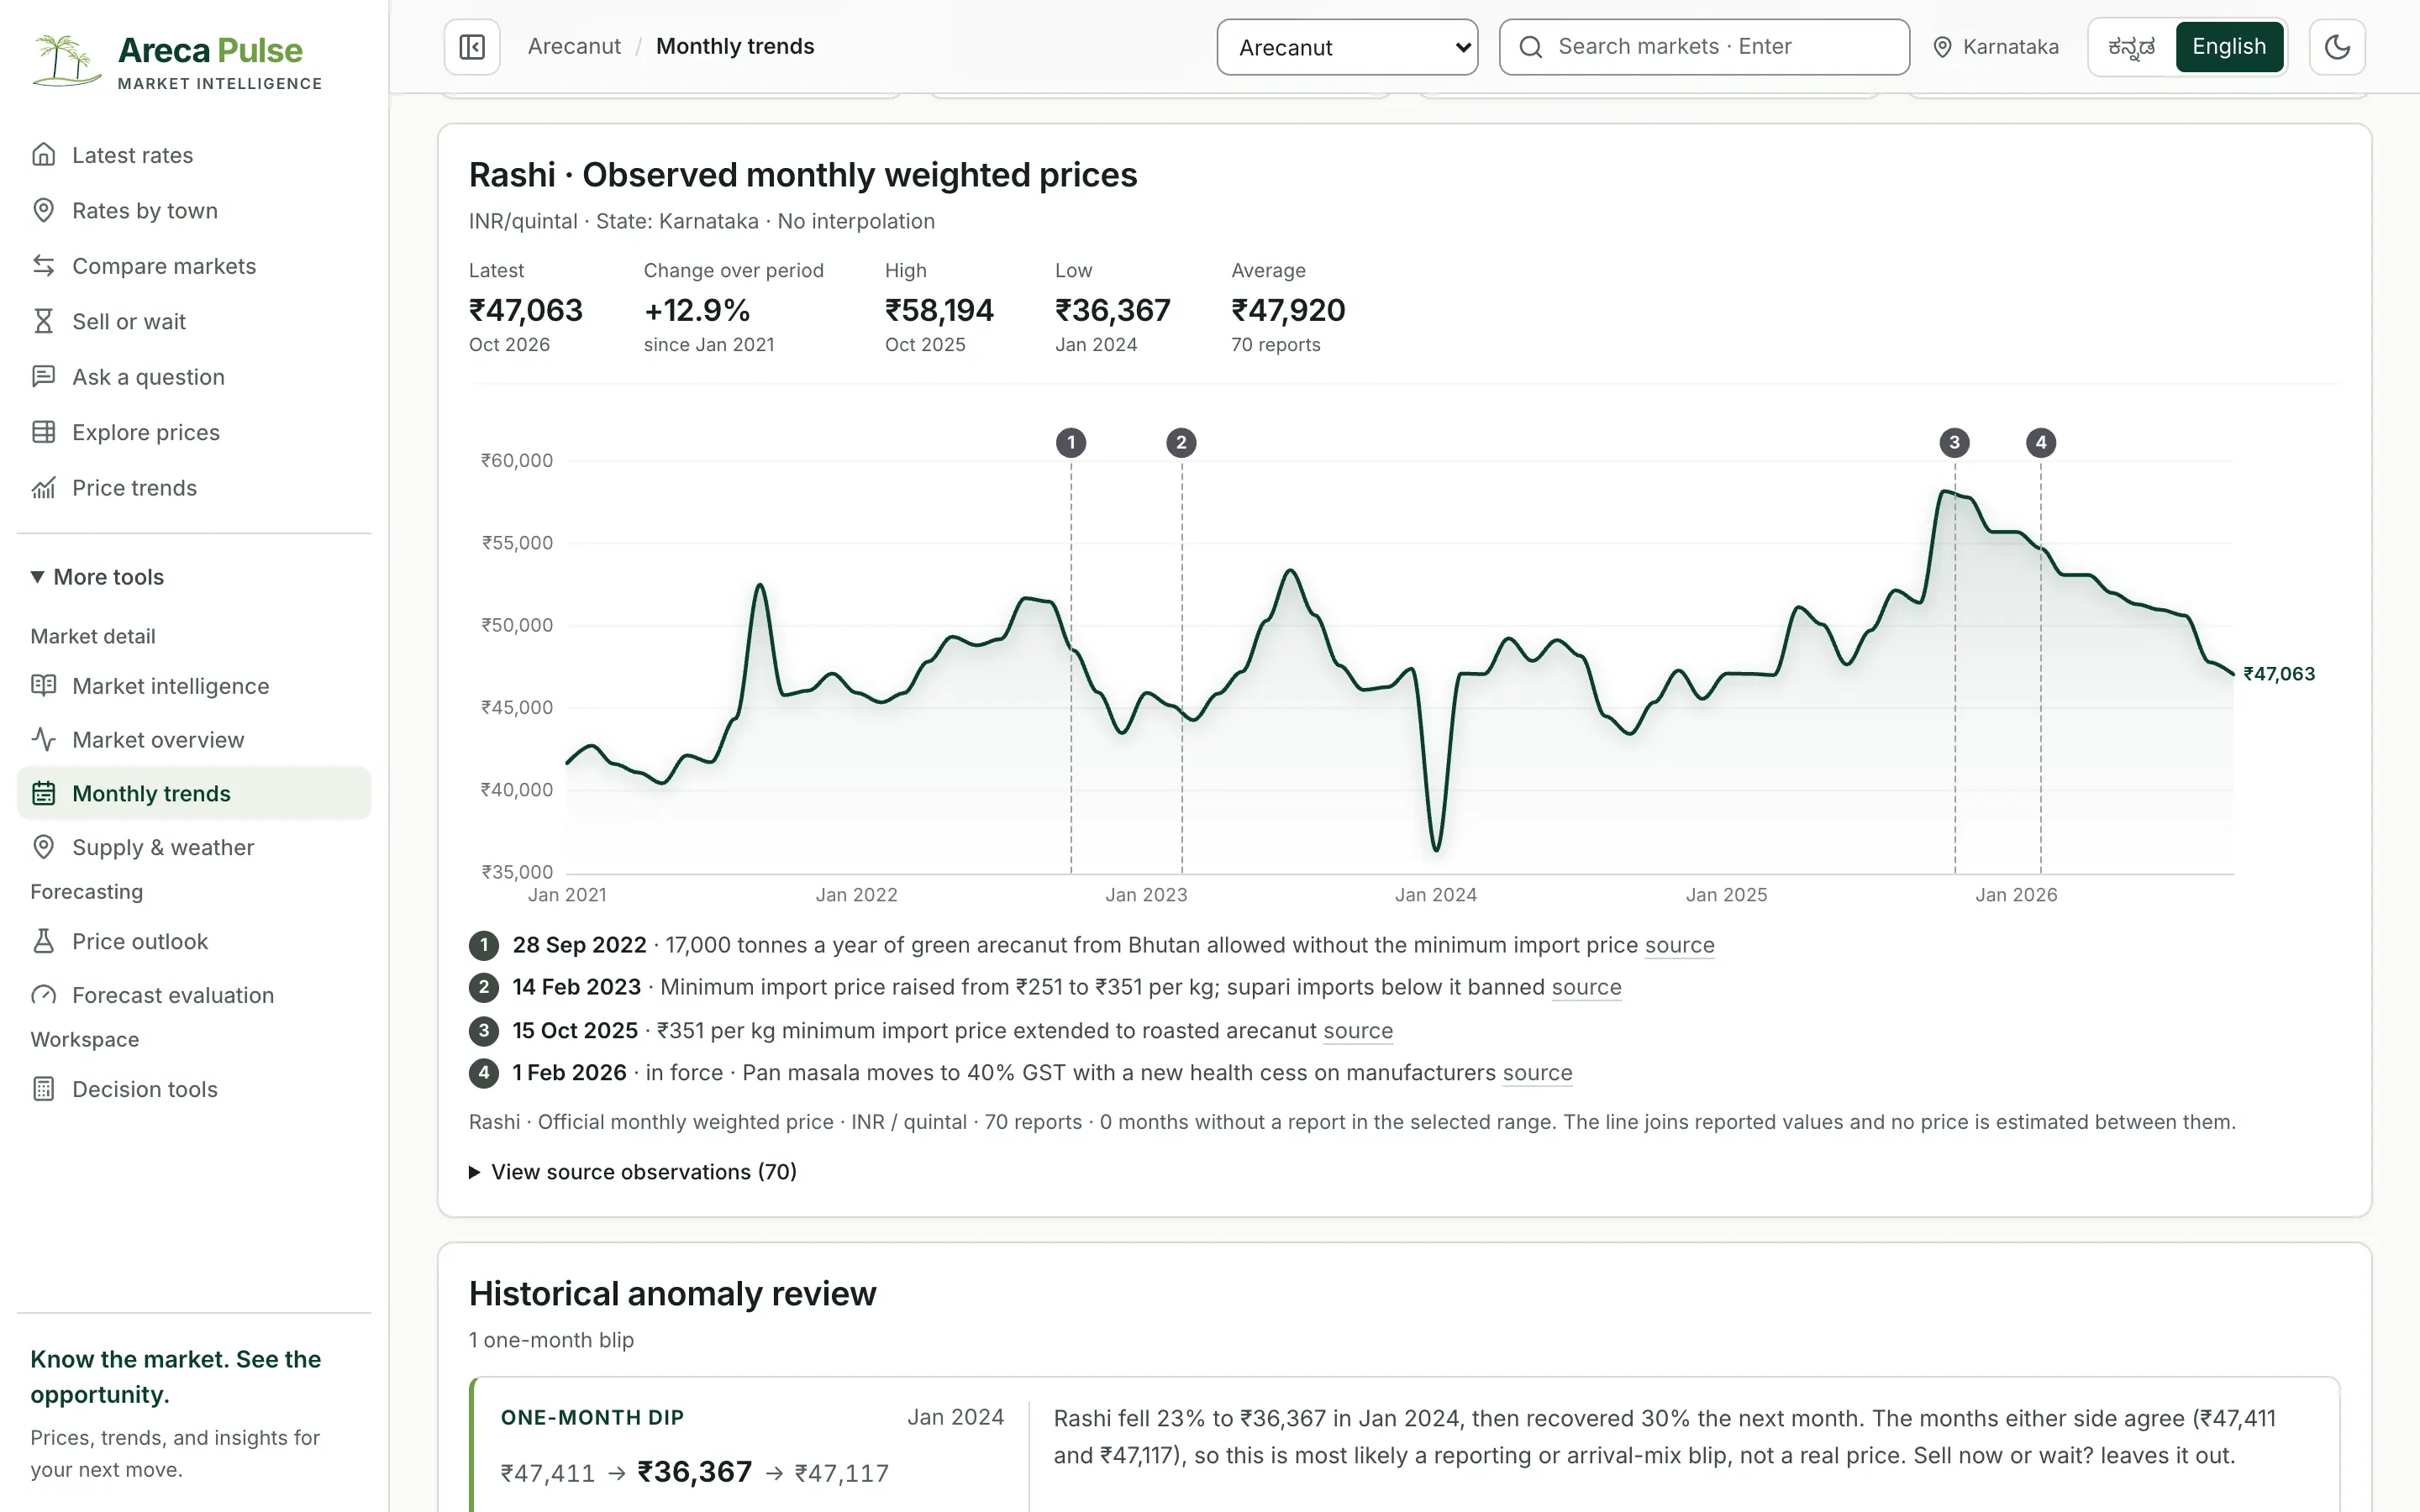 Areca Pulse
MARKET INTELLIGENCE
Latest rates
Rates by town
Compare markets
Sell or wait
Ask a question
Explore prices
Price trends
More tools
Market detail
Market intelligence
Market overview
Monthly trends
Supply & weather
Forecasting
Price outlook
Forecast evaluation
Workspace
Decision tools
Know the market. See the
opportunity.
Prices, trends, and insights for
your next move.
Arecanut / Monthly trends
Arecanut
Search markets · Enter
Karnataka
ಕನ್ನಡ
English
Rashi · Observed monthly weighted prices
INR/quintal · State: Karnataka · No interpolation
Latest
₹47,063
Oct 2026
Change over period
+12.9%
since Jan 2021
High
₹58,194
Oct 2025
Low
₹36,367
Jan 2024
Average
₹47,920
70 reports
1 2 3 4
₹60,000
₹55,000
₹50,000
₹45,000
₹40,000
₹35,000
₹47,063
Jan 2021 Jan 2022 Jan 2023 Jan 2024 Jan 2025 Jan 2026
1 28 Sep 2022 · 17,000 tonnes a year of green arecanut from Bhutan allowed without the minimum import price source
2 14 Feb 2023 · Minimum import price raised from ₹251 to ₹351 per kg; supari imports below it banned source
3 15 Oct 2025 · ₹351 per kg minimum import price extended to roasted arecanut source
4 1 Feb 2026 · in force · Pan masala moves to 40% GST with a new health cess on manufacturers source
Rashi · Official monthly weighted price · INR / quintal · 70 reports · 0 months without a report in the selected range. The line joins reported values and no price is estimated between them.
View source observations (70)
Historical anomaly review
1 one-month blip
ONE-MONTH DIP Jan 2024
₹47,411 → ₹36,367 → ₹47,117
Rashi fell 23% to ₹36,367 in Jan 2024, then recovered 30% the next month. The months either side agree (₹47,411
and ₹47,117), so this is most likely a reporting or arrival-mix blip, not a real price. Sell now or wait? leaves it out.